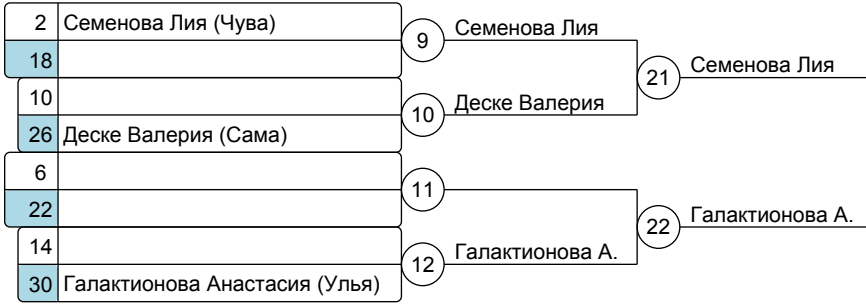 2 Семенова Лия (Чува)
18
9 Семенова Лия
10
26 Деске Валерия (Сама)
10 Деске Валерия
21 Семенова Лия
6
22
11
14
30 Галактионова Анастасия (Улья)
12 Галактионова А.
22 Галактионова А.